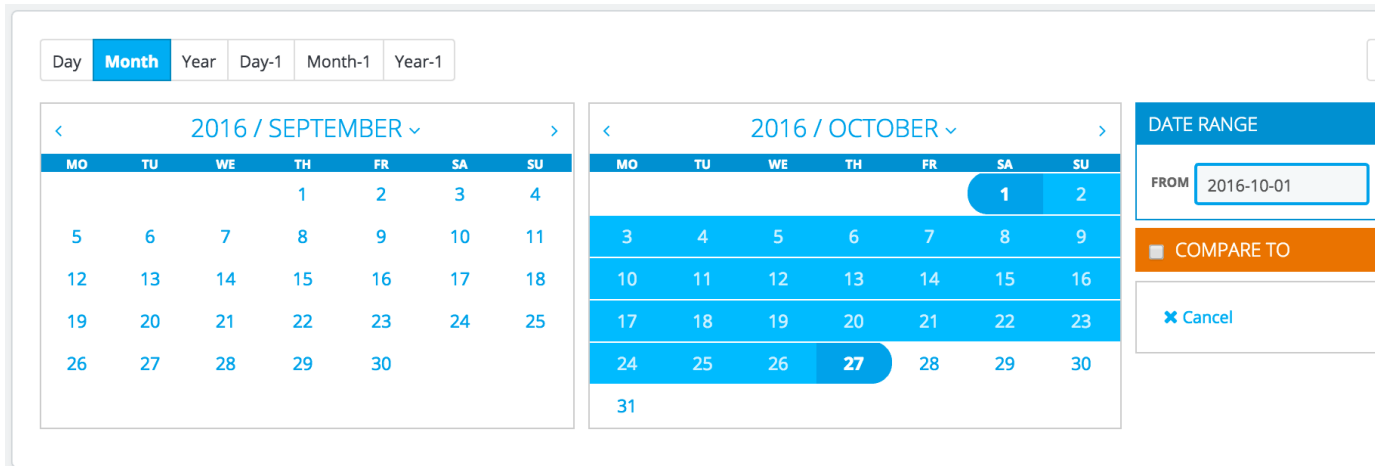 Day Month Year Day-1 Month-1 Year-1
2016 / SEPTEMBER
MO TU WE TH FR SA SU
1 2 3 4
5 6 7 8 9 10 11
12 13 14 15 16 17 18
19 20 21 22 23 24 25
26 27 28 29 30
2016 / OCTOBER
MO TU WE TH FR SA SU
1 2
3 4 5 6 7 8 9
10 11 12 13 14 15 16
17 18 19 20 21 22 23
24 25 26 27 28 29 30
31
DATE RANGE
FROM 2016-10-01
COMPARE TO
Cancel